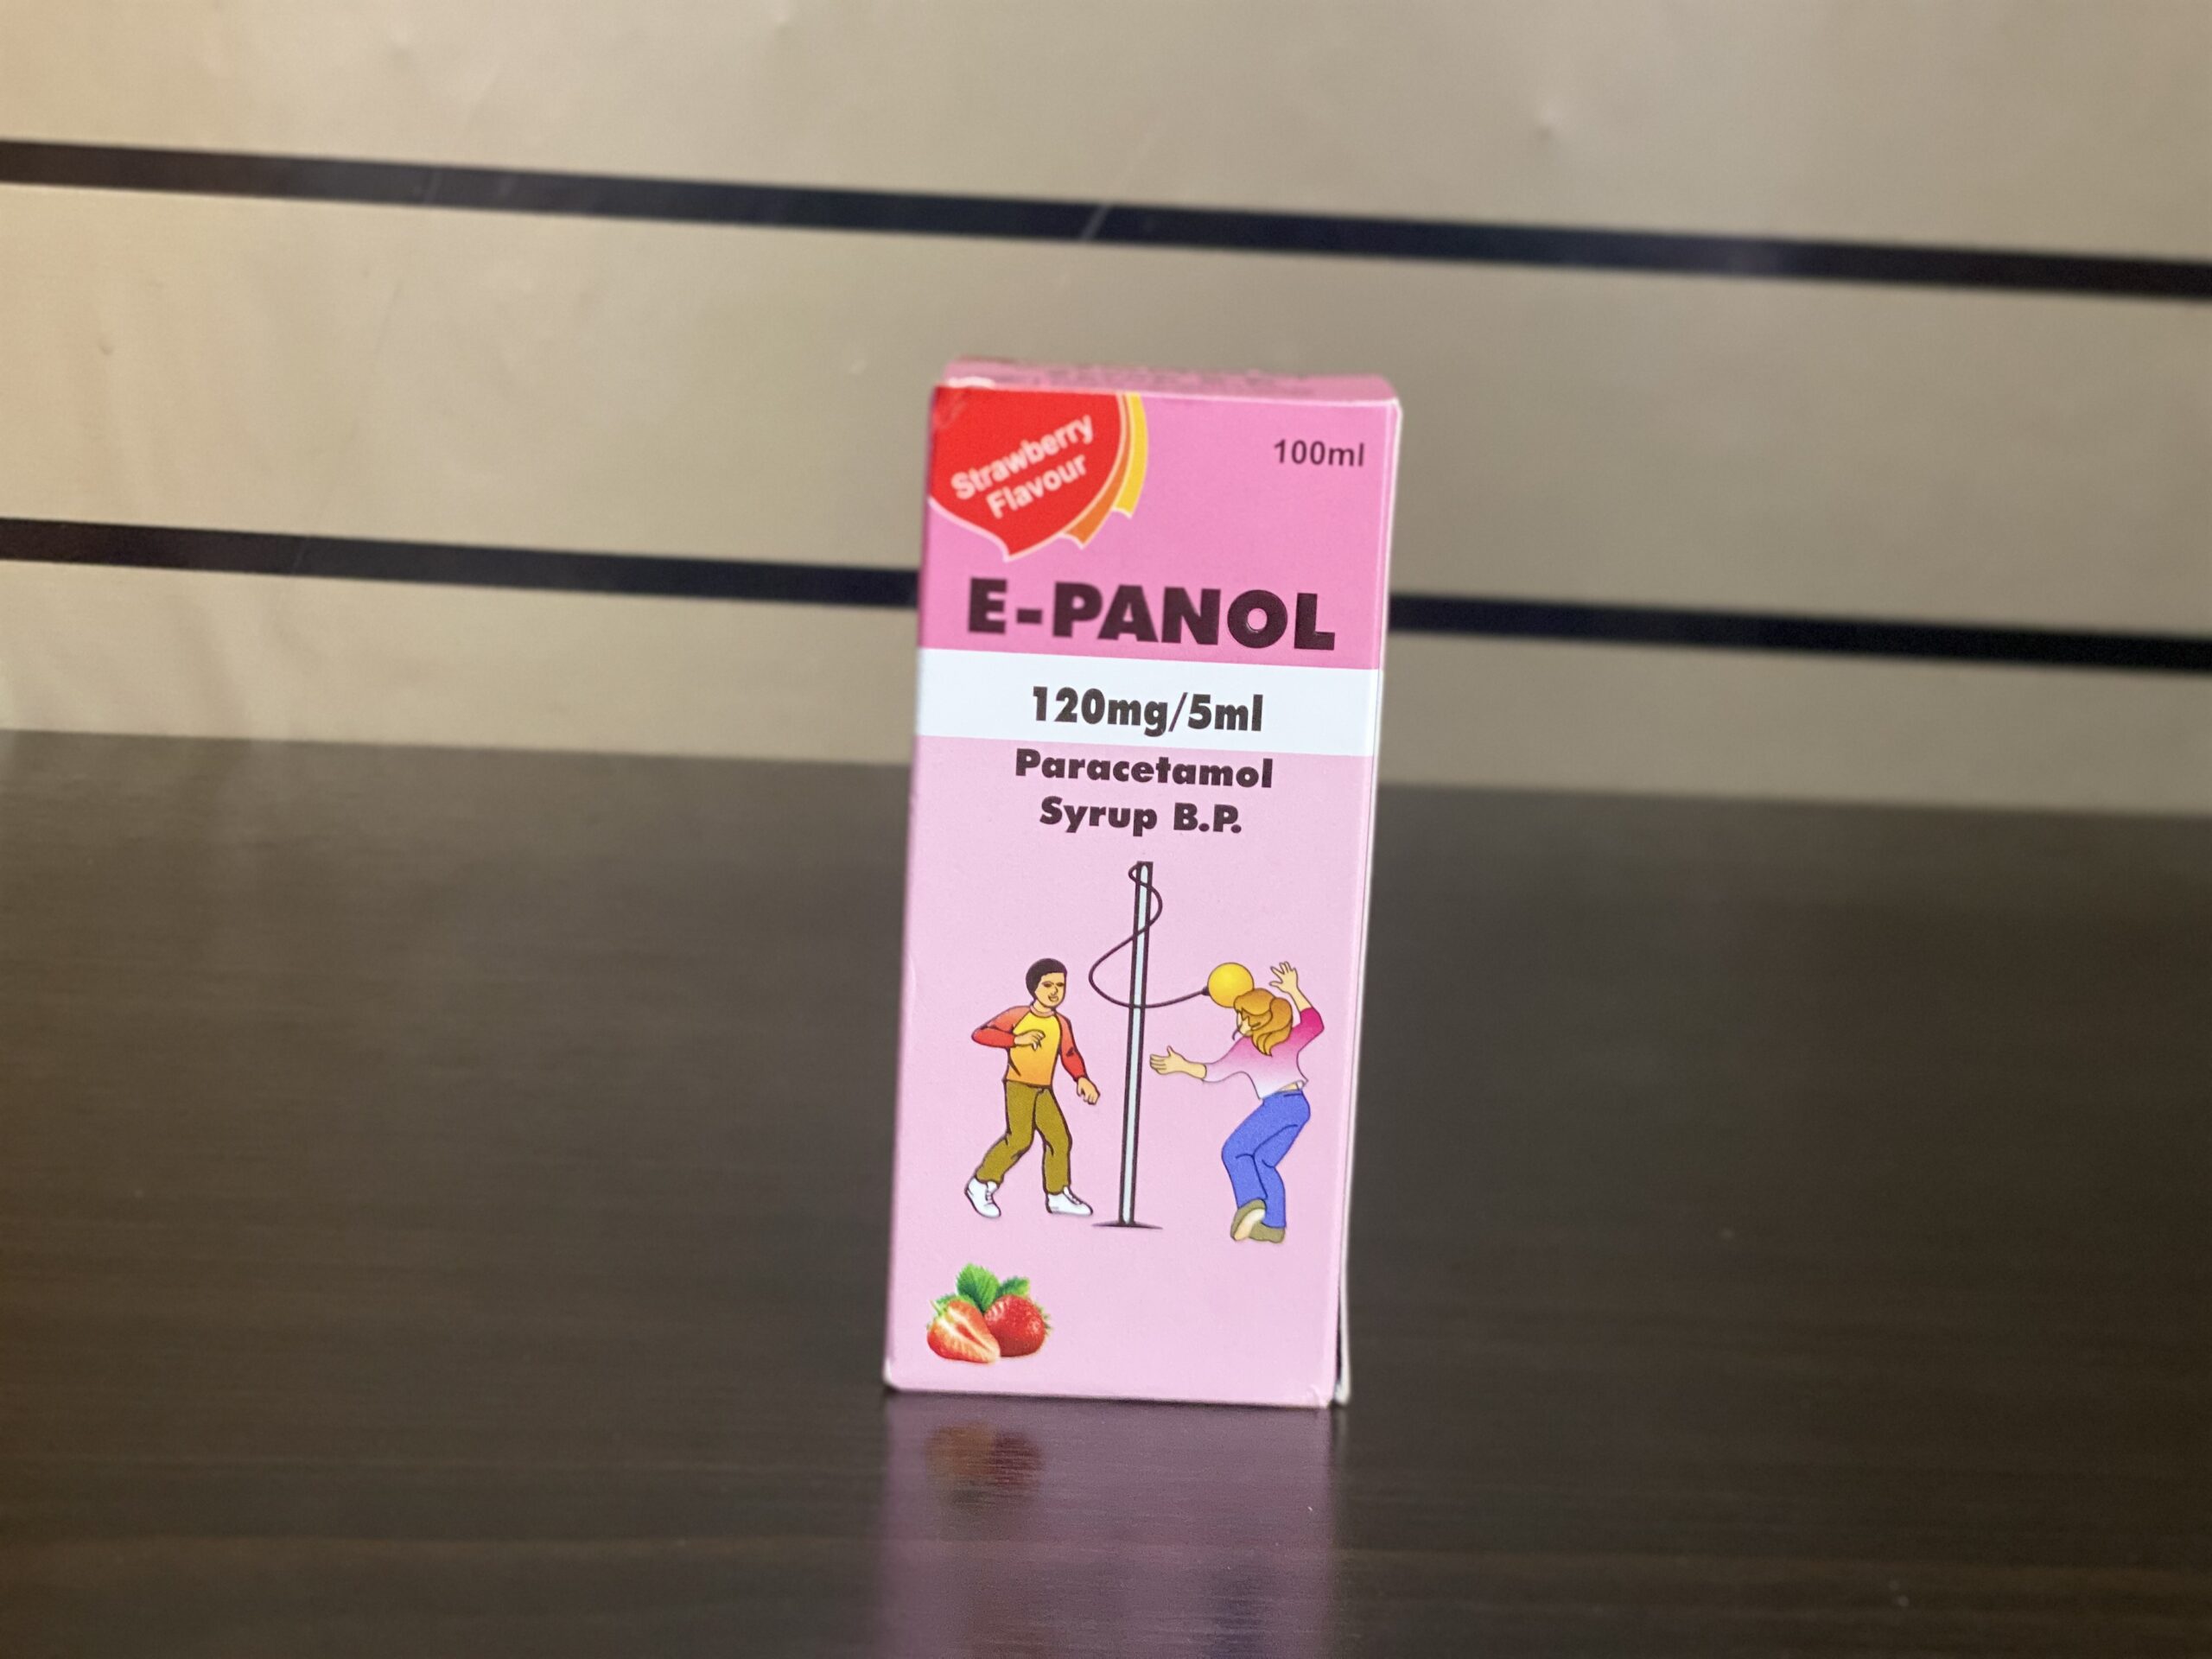 Strawberry
Flavour
100ml
E-PANOL
120mg/5ml
Paracetamol
Syrup B.P.